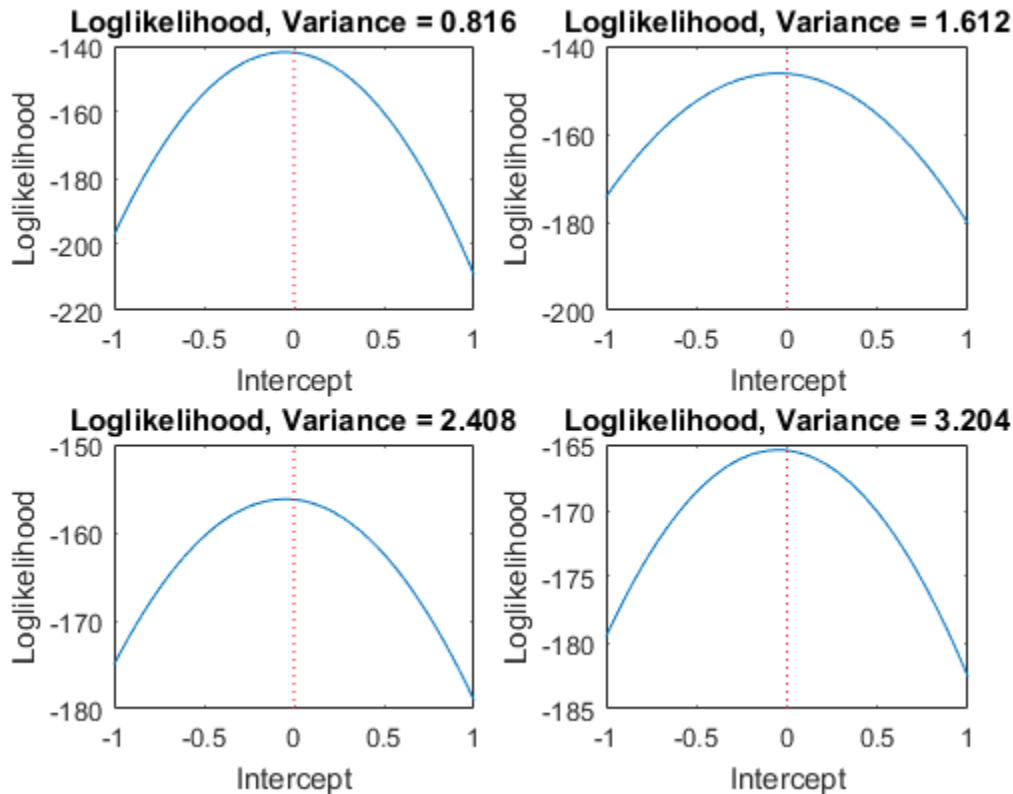 Loglikelihood, Variance = 0.816
-140
-160
-180
-200
-220
Loglikelihood
-1 -0.5 0 0.5 1
Intercept
Loglikelihood, Variance = 1.612
-140
-160
-180
-200
Loglikelihood
-1 -0.5 0 0.5 1
Intercept
Loglikelihood, Variance = 2.408
-150
-160
-170
-180
Loglikelihood
-1 -0.5 0 0.5 1
Intercept
Loglikelihood, Variance = 3.204
-165
-170
-175
-180
-185
Loglikelihood
-1 -0.5 0 0.5 1
Intercept